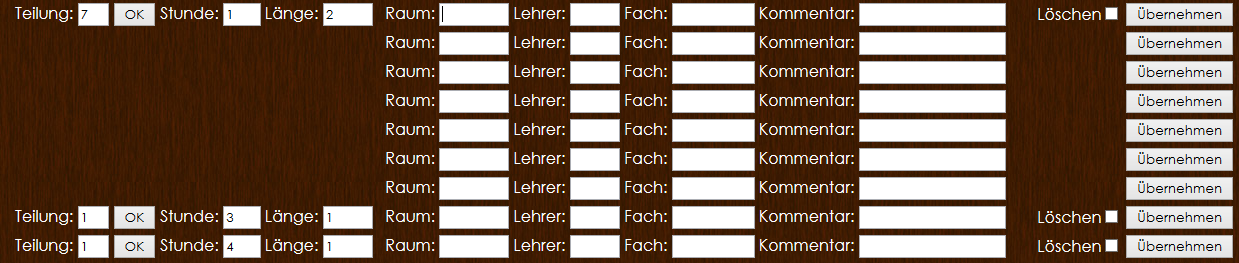 Teilung: 7 OK Stunde: 1 Länge: 2 Raum: Lehrer: Fach: Kommentar: Löschen Übernehmen
Raum: Lehrer: Fach: Kommentar: Übernehmen
Raum: Lehrer: Fach: Kommentar: Übernehmen
Raum: Lehrer: Fach: Kommentar: Übernehmen
Raum: Lehrer: Fach: Kommentar: Übernehmen
Raum: Lehrer: Fach: Kommentar: Übernehmen
Raum: Lehrer: Fach: Kommentar: Übernehmen
Teilung: 1 OK Stunde: 3 Länge: 1 Raum: Lehrer: Fach: Kommentar: Löschen Übernehmen
Teilung: 1 OK Stunde: 4 Länge: 1 Raum: Lehrer: Fach: Kommentar: Löschen Übernehmen